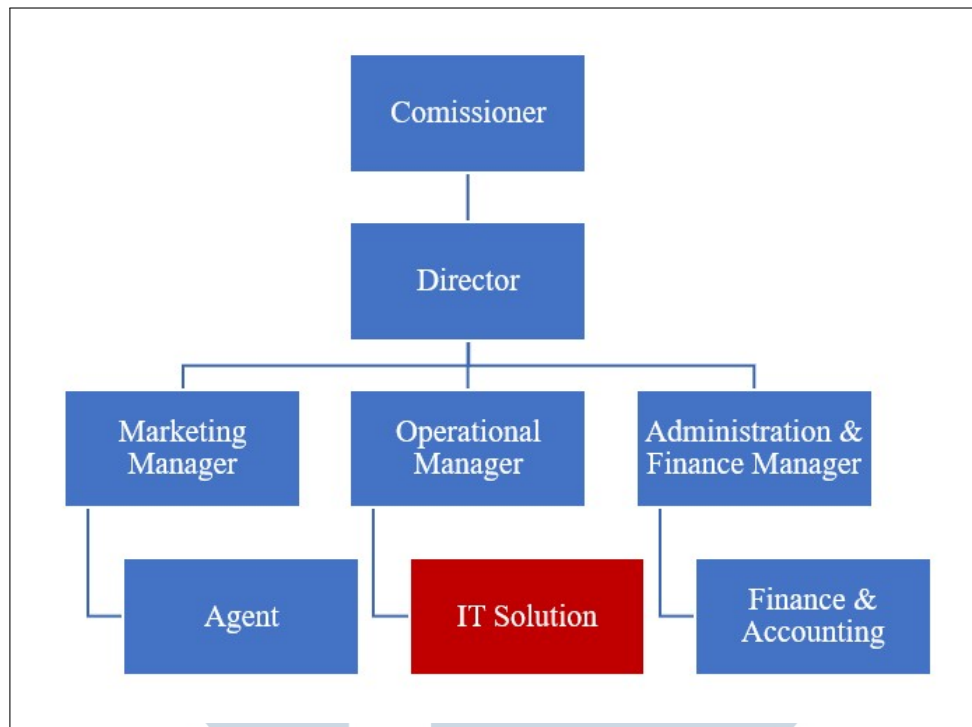 Comissioner
Director
Marketing
Manager
Operational
Manager
Administration &
Finance Manager
Agent
IT Solution
Finance &
Accounting